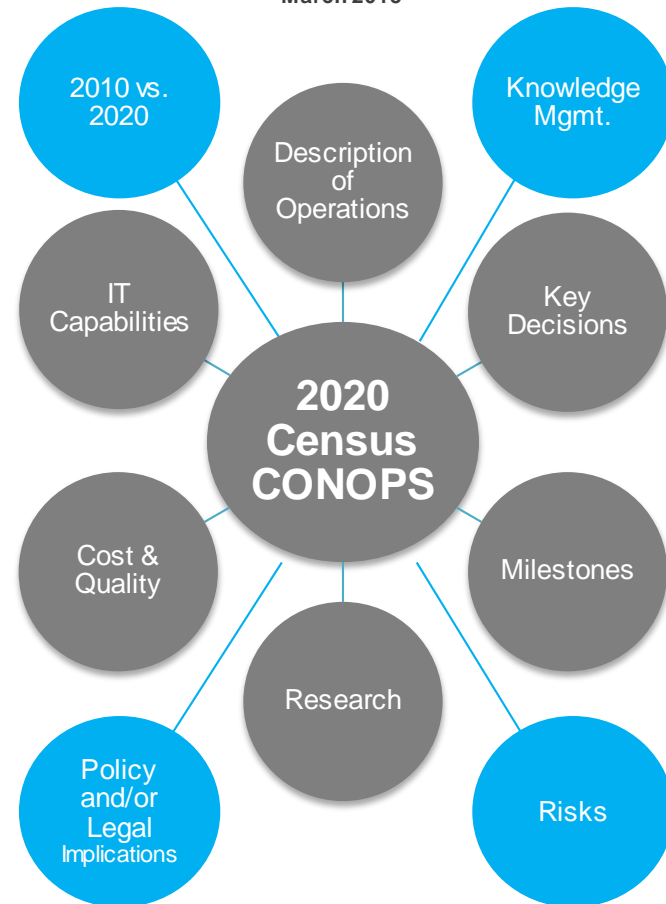 2010 vs.
2020
Knowledge
Mgmt.
Description
of
Operations
IT
Capabilities
Key
Decisions
2020
Census
CONOPS
Cost &
Quality
Milestones
Research
Policy
and/or
Legal
Implications
Risks